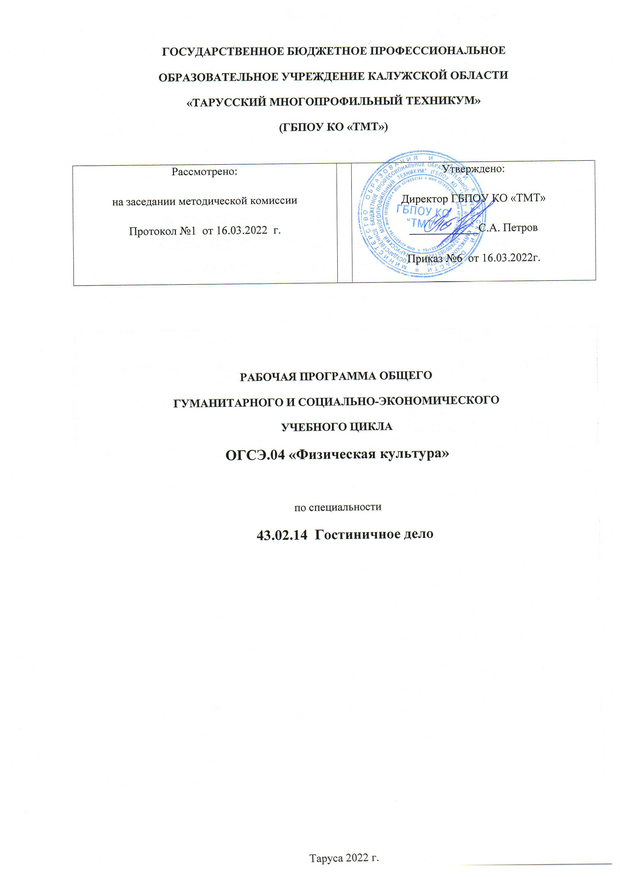 ГОСУДАРСТВЕННОЕ БЮДЖЕТНОЕ ПРОФЕССИОНАЛЬНОЕ
ОБРАЗОВАТЕЛЬНОЕ УЧРЕЖДЕНИЕ КАЛУЖСКОЙ ОБЛАСТИ
«ТАРУССКИЙ МНОГОПРОФИЛЬНЫЙ ТЕХНИКУМ»
(ГБПОУ КО «ТМТ»)
Рассмотрено:
на заседании методической комиссии
Протокол №1 от 16.03.2022 г.
Утверждено:
Директор ГБПОУ КО «ТМТ»
С.А. Петров
Приказ №6 от 16.03.2022г.
ГБПОУ КО
"ТМТ"
РАБОЧАЯ ПРОГРАММА ОБЩЕГО
ГУМАНИТАРНОГО И СОЦИАЛЬНО-ЭКОНОМИЧЕСКОГО
УЧЕБНОГО ЦИКЛА
ОГСЭ.04 «Физическая культура»
по специальности
43.02.14 Гостиничное дело
Таруса 2022 г.